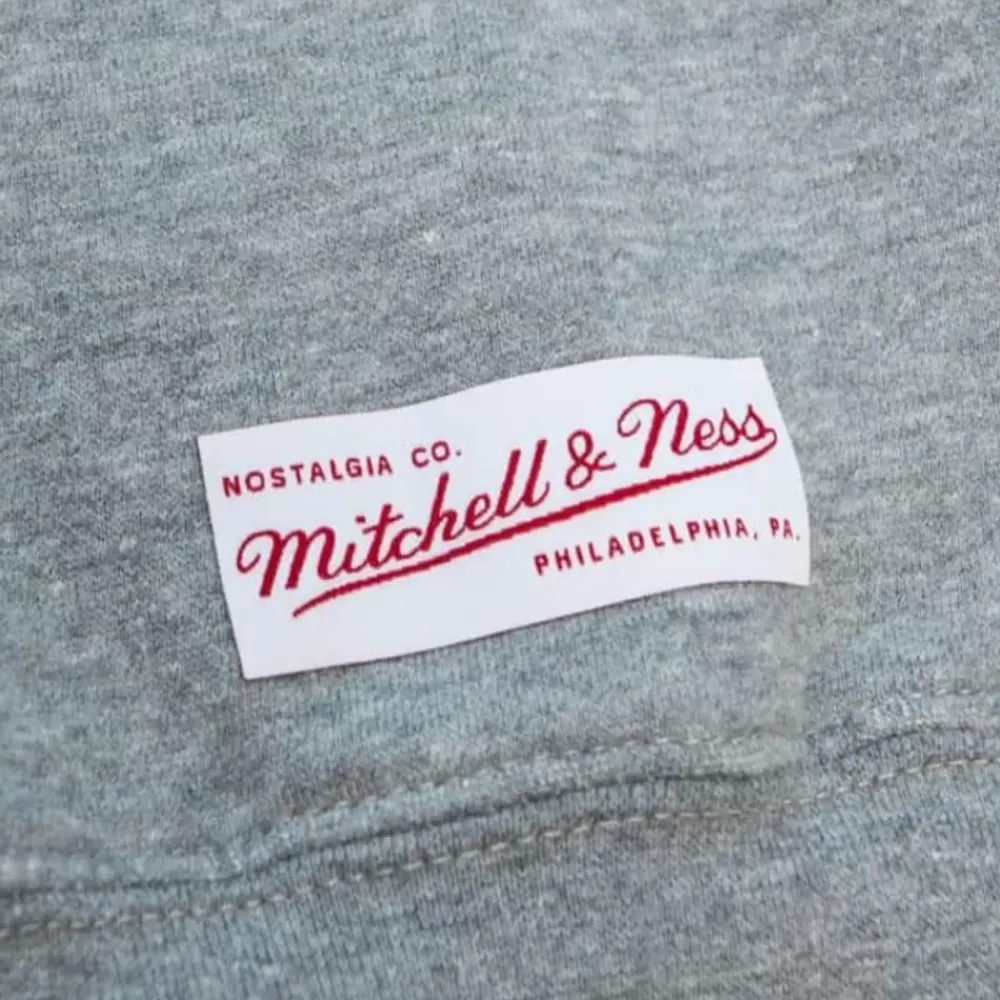 NOSTALGIA CO.
Mitchell & Ness
PHILADELPHIA, PA.